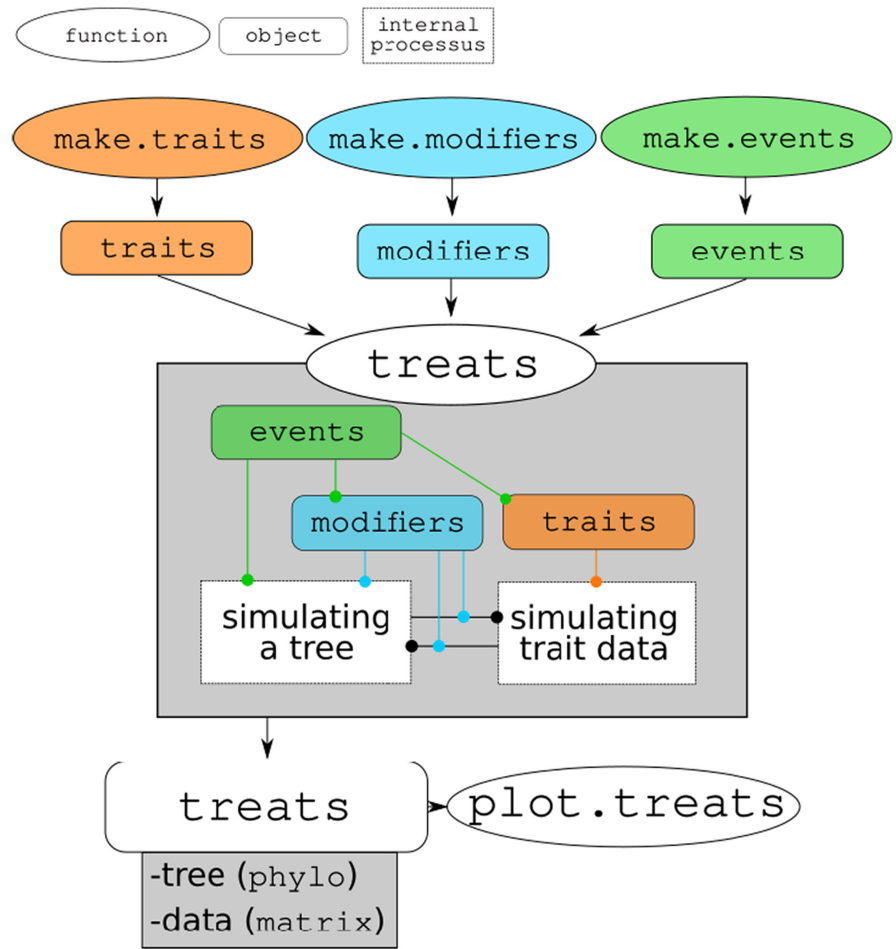 function
object
internal
processus
make.traits
make.modifiers
make.events
traits
modifiers
events
treats
events
modifiers
traits
simulating
a tree
simulating
trait data
treats
plot.treats
-tree (phylo)
-data (matrix)